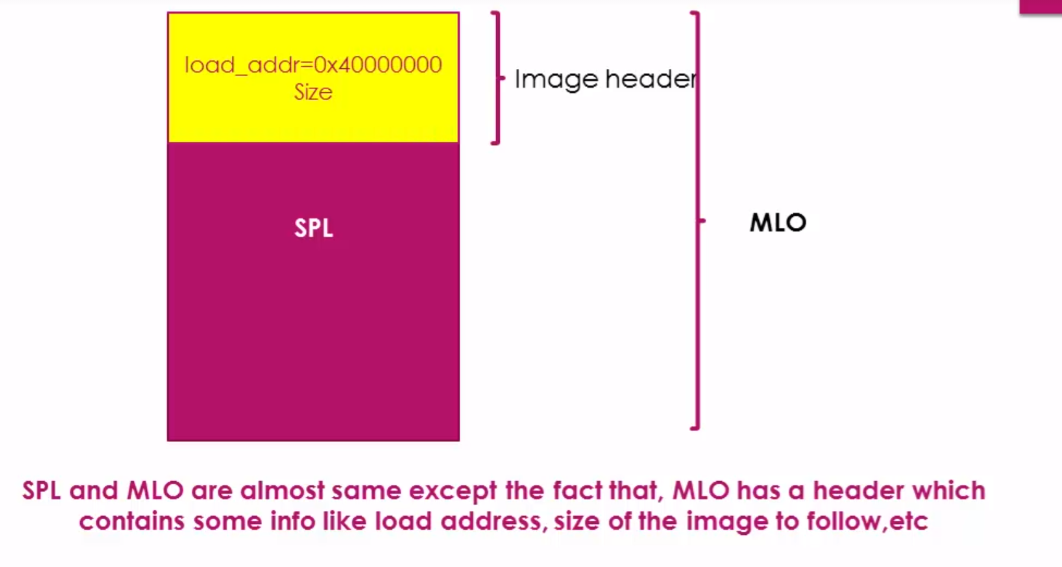 load_addr=0x40000000
Size
Image header
SPL
MLO
SPL and MLO are almost same except the fact that, MLO has a header which
contains some info like load address, size of the image to follow,etc